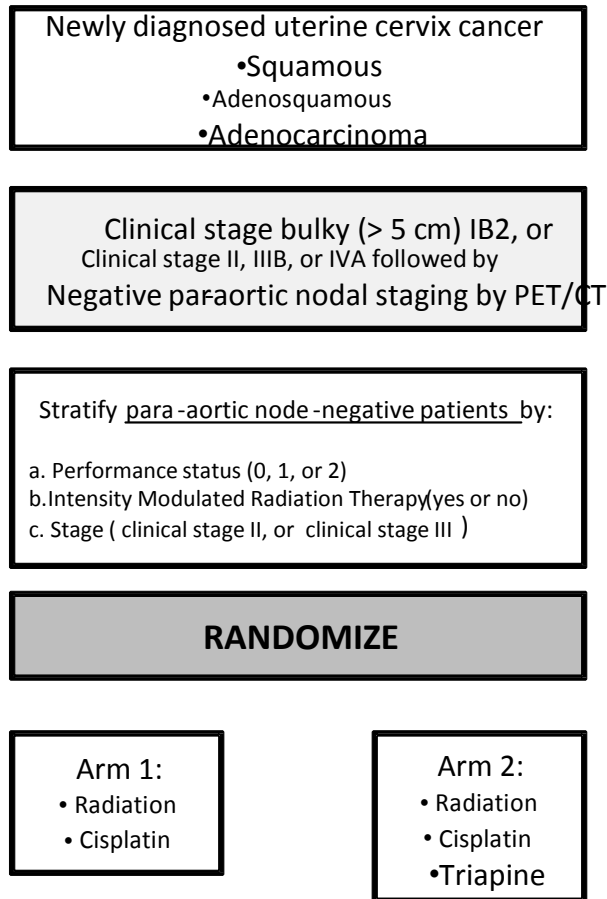 Newly diagnosed uterine cervix cancer
•Squamous
•Adenosquamous
•Adenocarcinoma
Clinical stage bulky (> 5 cm) IB2, or
Clinical stage II, IIIB, or IVA followed by
Negative para-aortic nodal staging by PET/CT
Stratify para-aortic node-negative patients by:
a. Performance status (0, 1, or 2)
b.Intensity Modulated Radiation Therapy(yes or no)
c. Stage ( clinical stage II, or clinical stage III )
RANDOMIZE
Arm 1:
• Radiation
• Cisplatin
Arm 2:
• Radiation
• Cisplatin
•Triapine